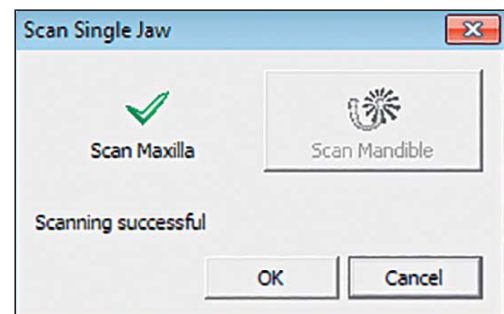 Scan Single Jaw
Scan Maxilla
Scan Mandible
Scanning successful
OK
Cancel